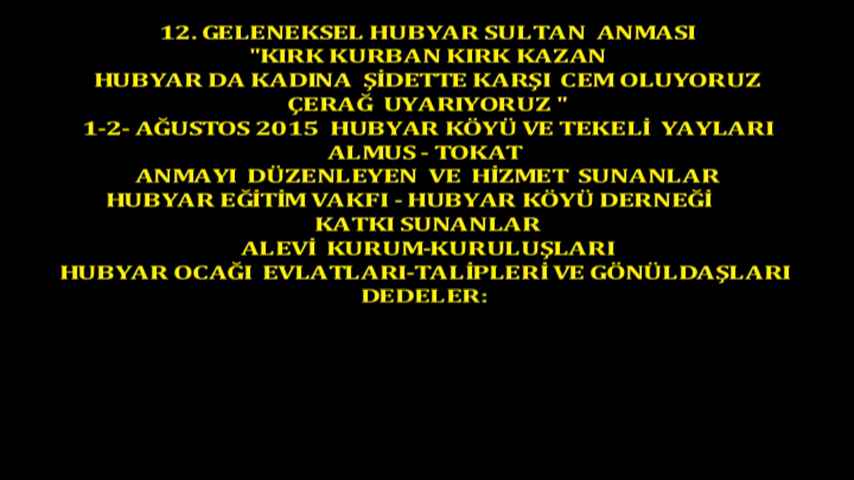 12. GELENEKSEL HUBYAR SULTAN ANMASI
"KIRK KURBAN KIRK KAZAN
HUBYAR DA KADINA ŞİDETTE KARŞI CEM OLUYORUZ
ÇERAĞ UYARIYORUZ "
1-2- AĞUSTOS 2015 HUBYAR KÖYÜ VE TEKELİ YAYLARI
ALMUS - TOKAT
ANMAYI DÜZENLEYEN VE HİZMET SUNANLAR
HUBYAR EĞİTİM VAKFI - HUBYAR KÖYÜ DERNEĞİ
KATKI SUNANLAR
ALEVİ KURUM-KURULUŞLARI
HUBYAR OCAĞI EVLATLARI-TALİPLERİ VE GÖNÜLDAŞLARI
DEDELER: